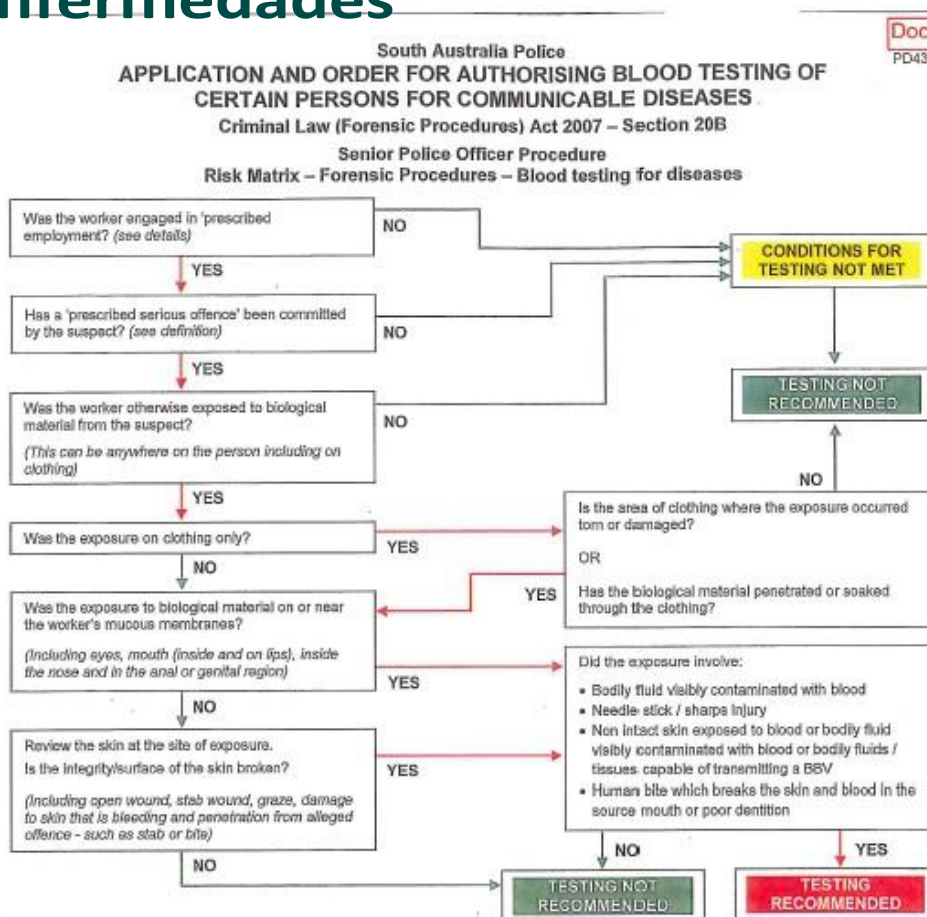 nfermedades
Doc
PD43
South Australia Police
APPLICATION AND ORDER FOR AUTHORISING BLOOD TESTING OF
CERTAIN PERSONS FOR COMMUNICABLE DISEASES
Criminal Law (Forensic Procedures) Act 2007 – Section 20B
Senior Police Officer Procedure
Risk Matrix – Forensic Procedures – Blood testing for diseases
Was the worker engaged in 'prescribed
employment? (see details)
NO
YES
CONDITIONS FOR
TESTING NOT MET
Has a 'prescribed serious offence' been committed
by the suspect? (see definition)
NO
YES
TESTING NOT
RECOMMENDED
Was the worker otherwise exposed to biological
material from the suspect?
(This can be anywhere on the person including on
clothing)
NO
YES
NO
Was the exposure on clothing only?
YES
NO
Is the area of clothing where the exposure occurred
torn or damaged?
OR
Has the biological material penetrated or soaked
through the clothing?
YES
Was the exposure to biological material on or near
the worker's mucous membranes?
(Including eyes, mouth (inside and on lips), inside
the nose and in the anal or genital region)
YES
NO
Did the exposure involve:
• Bodily fluid visibly contaminated with blood
• Needle stick / sharps injury
• Non intact skin exposed to blood or bodily fluid
visibly contaminated with blood or bodily fluids /
tissues capable of transmitting a BBV
• Human bite which breaks the skin and blood in the
source mouth or poor dentition
Review the skin at the site of exposure.
Is the integrity/surface of the skin broken?
(Including open wound, stab wound, graze, damage
to skin that is bleeding and penetration from alleged
offence - such as stab or bite)
YES
NO
NO
YES
TESTING NOT
RECOMMENDED
TESTING
RECOMMENDED